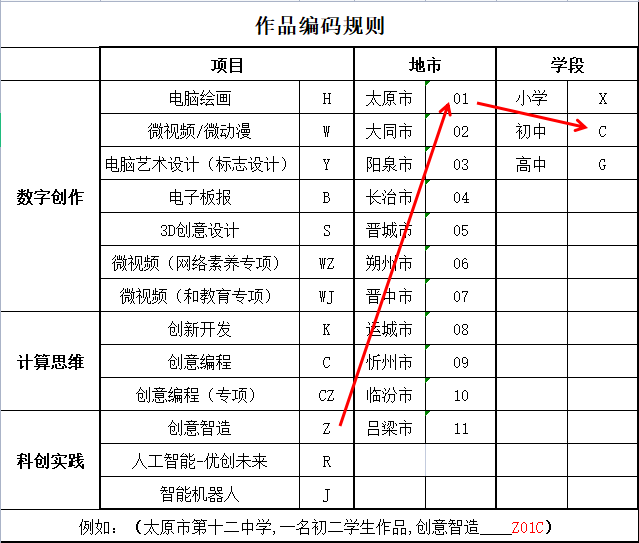 作品编码规则
项目 地市 学段
数字创作 电脑绘画 H 太原市 01 小学 X
微视频/微动漫 W 大同市 02 初中 C
电脑艺术设计（标志设计） Y 阳泉市 03 高中 G
电子板报 B 长治市 04
3D创意设计 S 晋城市 05
微视频（网络素养专项） WZ 朔州市 06
微视频（和教育专项） WJ 晋中市 07
计算思维 创新开发 K 运城市 08
创意编程 C 忻州市 09
创意编程（专项） CZ 临汾市 10
科创实践 创意智造 Z 吕梁市 11
人工智能-优创未来 R
智能机器人 J
例如：（太原市第十二中学,一名初二学生作品,创意智造____Z01C）